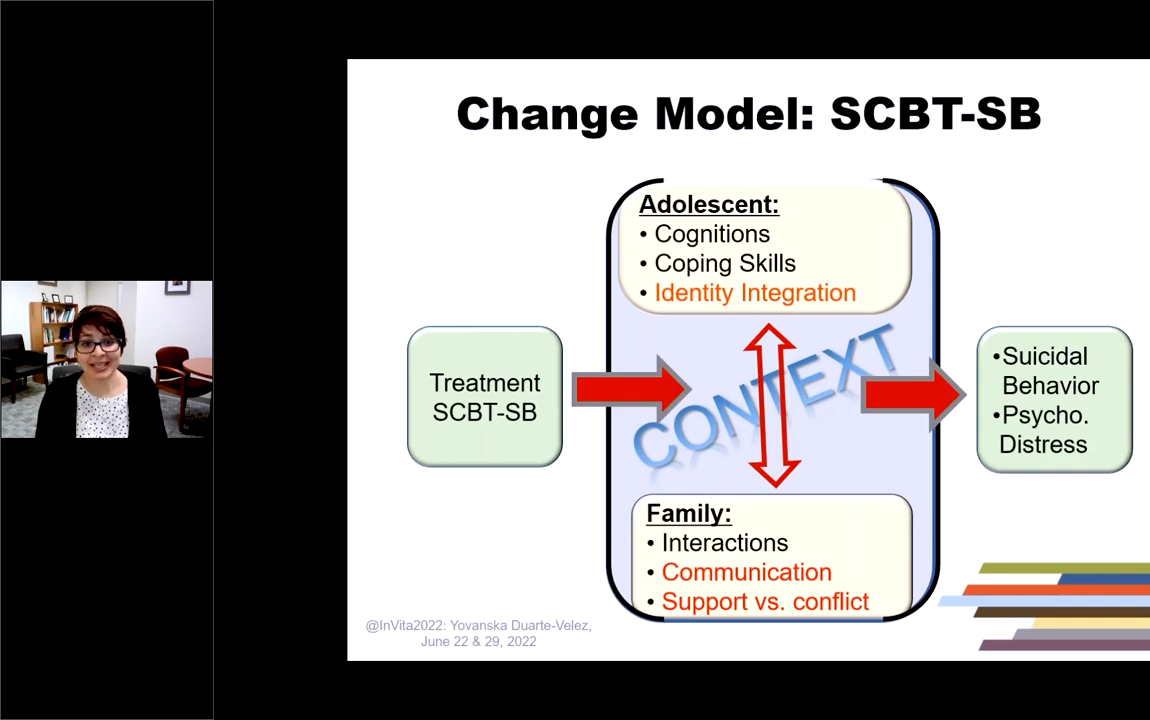 Change Model: SCBT-SB
Adolescent:
• Cognitions
• Coping Skills
• Identity Integration
Treatment
SCBT-SB
CONTEXT
•Suicidal
Behavior
•Psycho.
Distress
Family:
• Interactions
• Communication
• Support vs. conflict
@InVita2022: Yovanska Duarte-Velez,
June 22 & 29, 2022